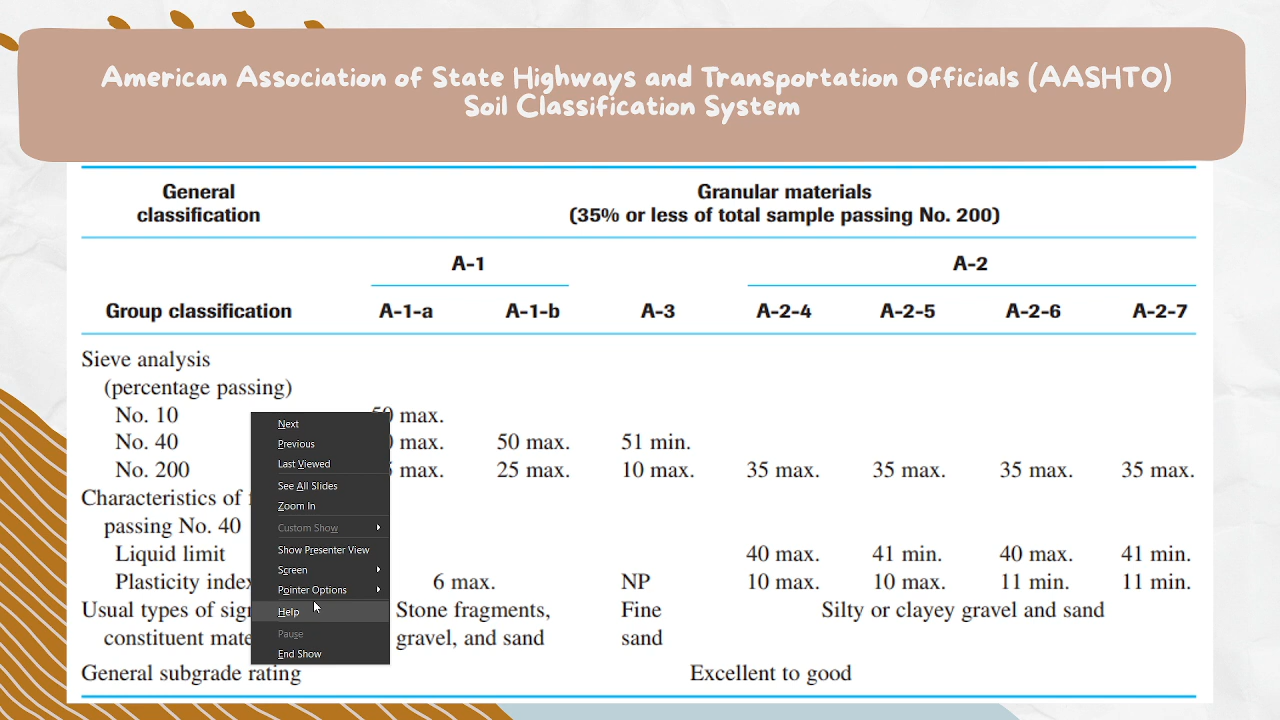 American Association of State Highways and Transportation Officials (AASHTO)
Soil Classification System
General classification
Granular materials
(35% or less of total sample passing No. 200)
A-1 A-2
Group classification A-1-a A-1-b A-3 A-2-4 A-2-5 A-2-6 A-2-7
Sieve analysis
(percentage passing)
No. 10 max.
No. 40 max. 50 max. 51 min.
No. 200 max. 25 max. 10 max. 35 max. 35 max. 35 max. 35 max.
Characteristics of
passing No. 40
Liquid limit 40 max. 41 min. 40 max. 41 min.
Plasticity index 6 max. NP 10 max. 10 max. 11 min. 11 min.
Usual types of Stone fragments, Fine Silty or clayey gravel and sand
constituent gravel, and sand sand
General subgrade rating Excellent to good
Next
Previous
Last Viewed
See All Slides
Zoom In
Custom Show
Show Presenter View
Screen
Pointer Options
Help
Pause
End Show